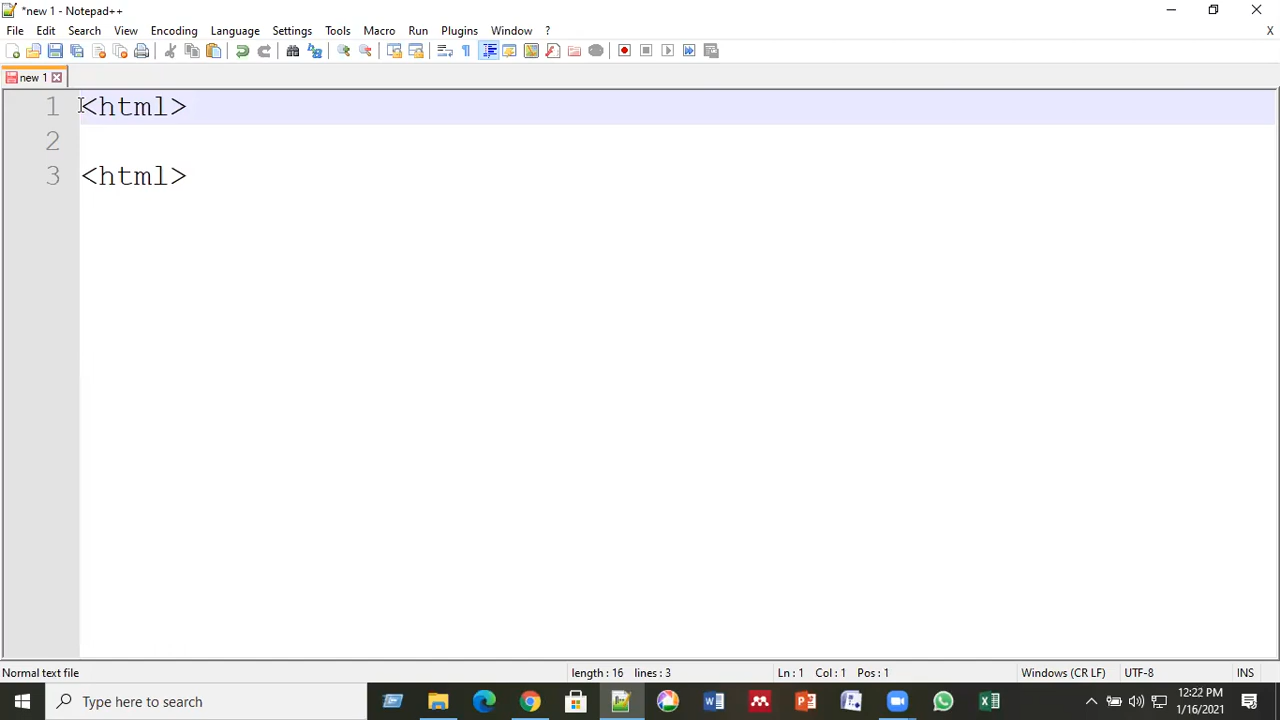 *new 1 - Notepad++
File Edit Search View Encoding Language Settings Tools Macro Run Plugins Window ? X
new 1
1 <html>
2
3 <html>
Normal text file length : 16 lines : 3 Ln : 1 Col : 1 Pos : 1 Windows (CR LF) UTF-8 INS
Type here to search
12:22 PM
1/16/2021